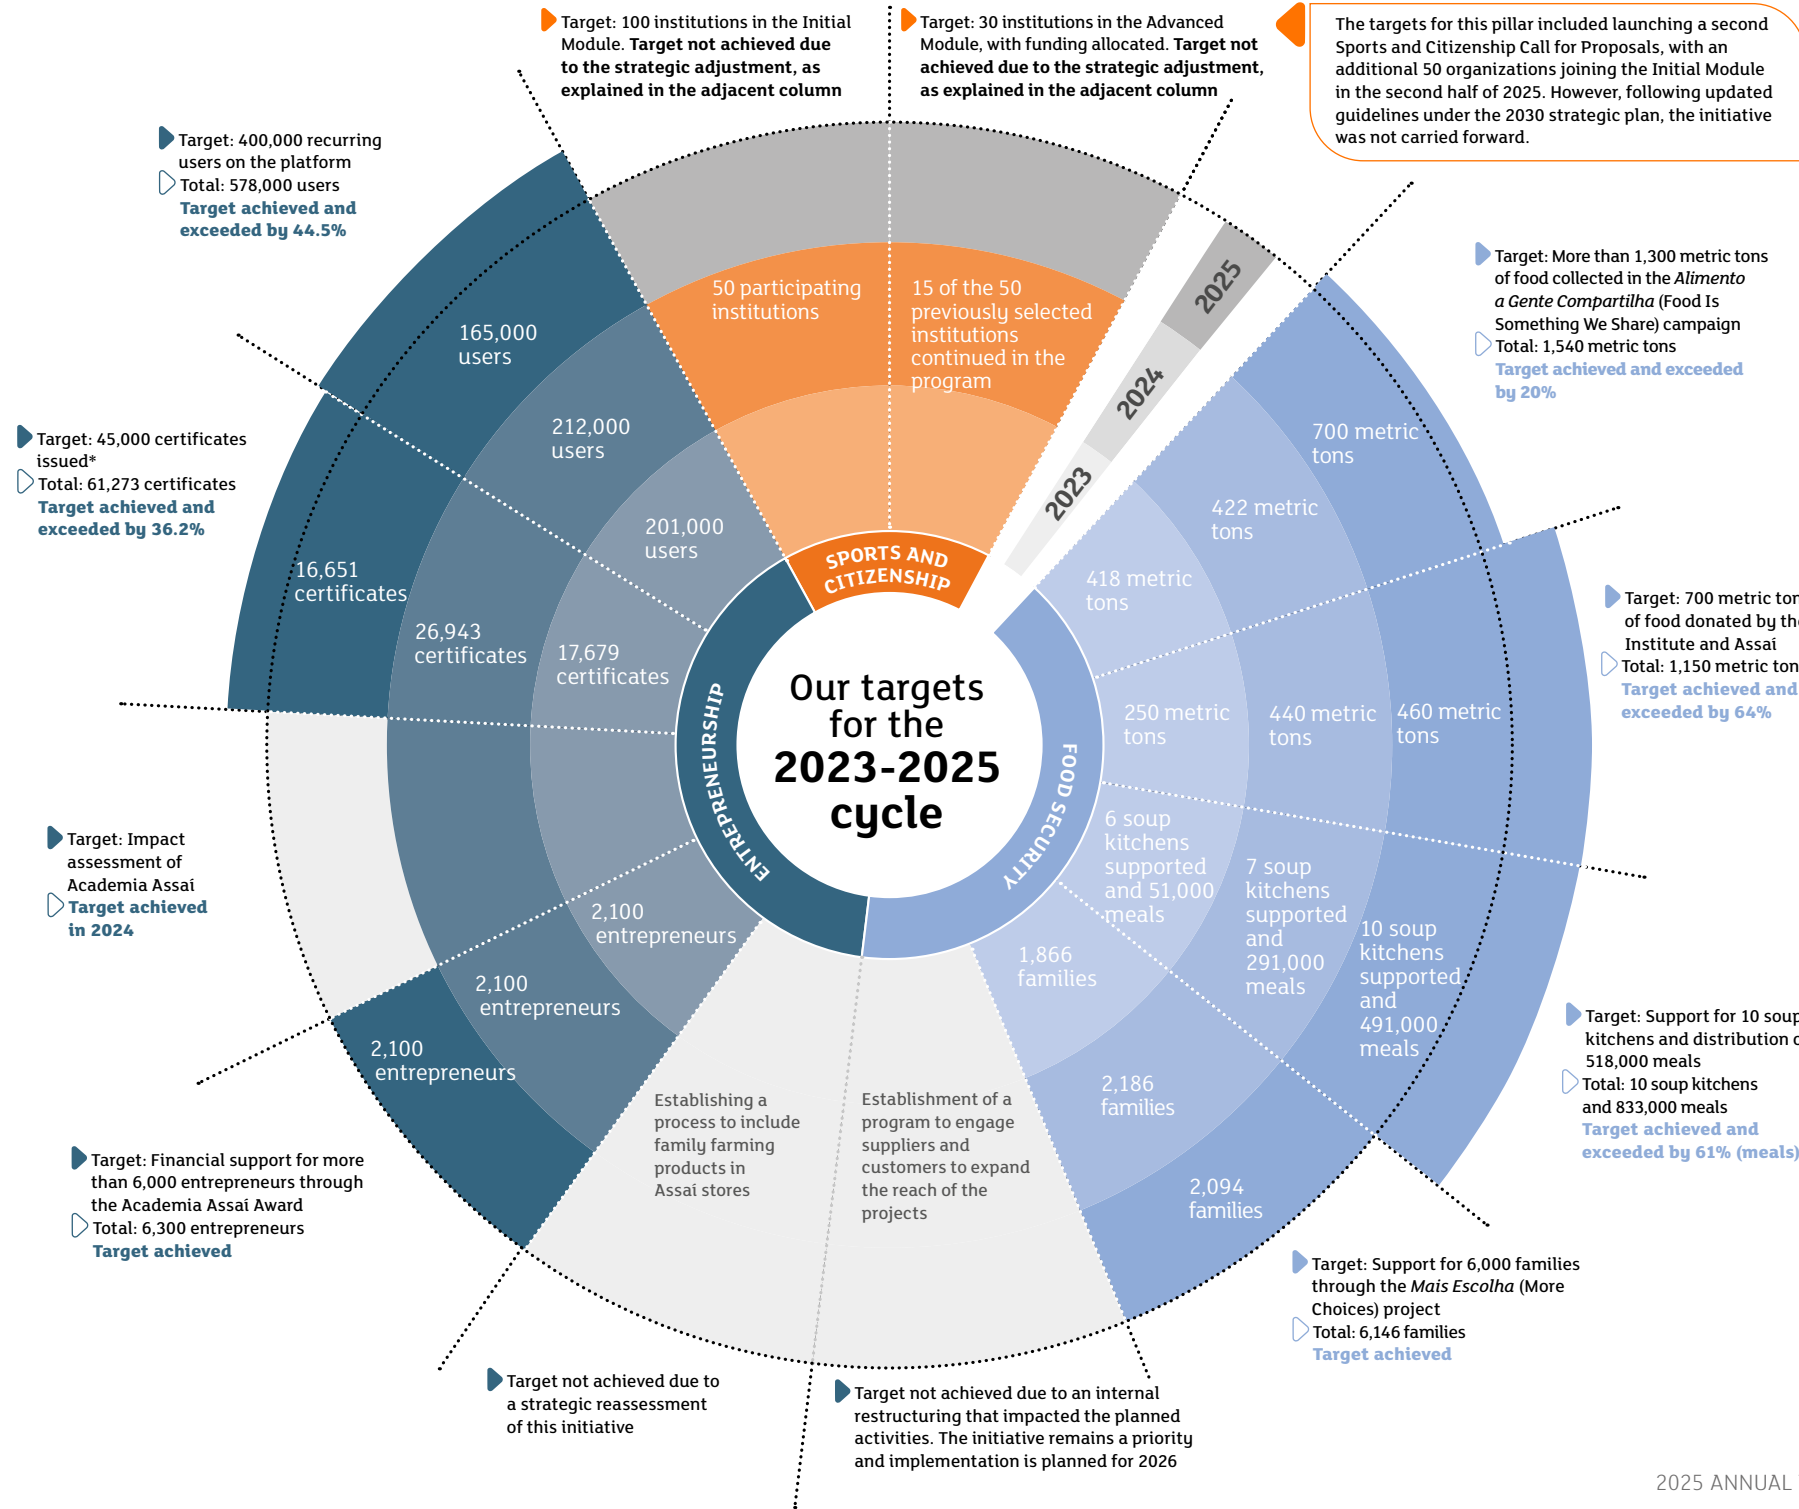 Target: 100 institutions in the Initial
Module. Target not achieved due
to the strategic adjustment, as
explained in the adjacent column
Target: 30 institutions in the Advanced
Module, with funding allocated. Target not
achieved due to the strategic adjustment,
as explained in the adjacent column
The targets for this pillar included launching a second
Sports and Citizenship Call for Proposals, with an
additional 50 organizations joining the Initial Module
in the second half of 2025. However, following updated
guidelines under the 2030 strategic plan, the initiative
was not carried forward.
Target: 400,000 recurring
users on the platform
Total: 578,000 users
Target achieved and
exceeded by 44.5%
Target: 45,000 certificates
issued*
Total: 61,273 certificates
Target achieved and
exceeded by 36.2%
Target: Impact
assessment of
Academia Assaí
Target achieved
in 2024
Target: Financial support for more
than 6,000 entrepreneurs through
the Academia Assaí Award
Total: 6,300 entrepreneurs
Target achieved
Target not achieved due to
a strategic reassessment
of this initiative
Target not achieved due to an internal
restructuring that impacted the planned
activities. The initiative remains a priority
and implementation is planned for 2026
Target: More than 1,300 metric tons
of food collected in the Alimento
a Gente Compartilha (Food Is
Something We Share) campaign
Total: 1,540 metric tons
Target achieved and exceeded
by 20%
Target: 700 metric
of food donated by
Institute and Assaí
Total: 1,150 metric
Target achieved and
exceeded by 64%
Target: Support for 10 soup
kitchens and distribution
518,000 meals
Total: 10 soup kitchens
and 833,000 meals
Target achieved and
exceeded by 61% (meals)
Target: Support for 6,000 families
through the Mais Escolha (More
Choices) project
Total: 6,146 families
Target achieved
165,000
users
212,000
users
201,000
users
16,651
certificates
26,943
certificates
17,679
certificates
2,100
entrepreneurs
2,100
entrepreneurs
2,100
entrepreneurs
50 participating
institutions
15 of the 50
previously selected
institutions
continued in the
program
2025
2024
2023
700 metric
tons
422 metric
tons
418 metric
tons
250 metric
tons
440 metric
tons
460 metric
tons
6 soup
kitchens
supported
and 51,000
meals
7 soup
kitchens
supported
and
291,000
meals
10 soup
kitchens
supported
and
491,000
meals
1,866
families
2,186
families
2,094
families
Establishing a
process to include
family farming
products in
Assaí stores
Establishment of a
program to engage
suppliers and
customers to expand
the reach of the
projects
SPORTS AND
CITIZENSHIP
ENTREPRENEURSHIP
FOOD SECURITY
Our targets
for the
2023-2025
cycle
2025 ANNUAL